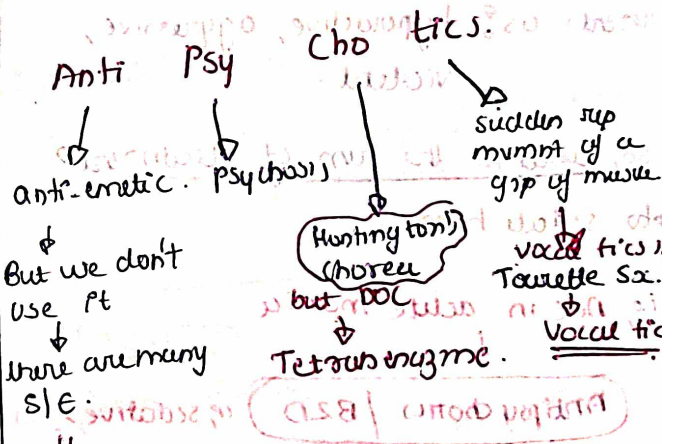 Anti Psy Cho tics.
anti-emetic.
But we don't
use pt
there are many
S/E.
Psychosis,
Huntington's
chorea
but DOC
Tetrabenazine.
sudden rep
mvmnt of a
grp of muscle
vocal tics,
Tourette Sx.
Vocal tic